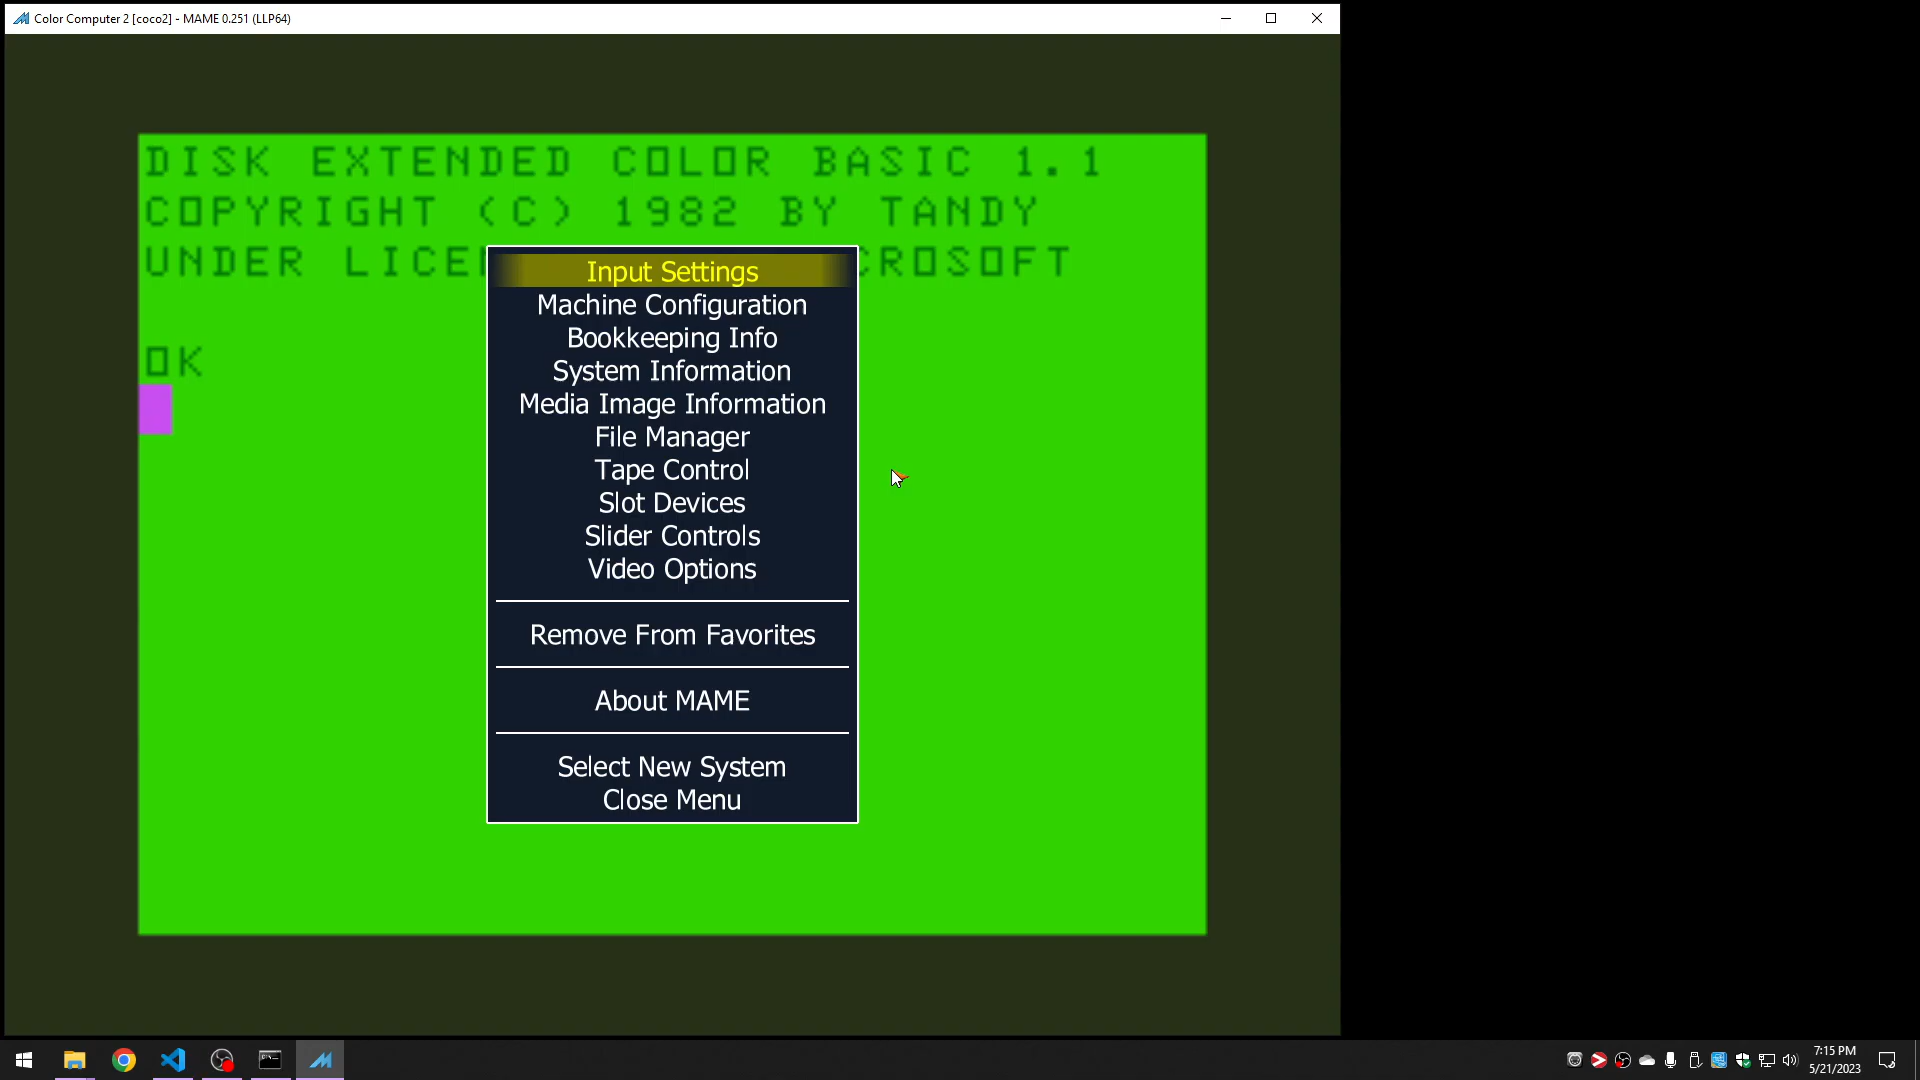 Color Computer 2 [coco2] - MAME 0.251 (LLP64)
DISK EXTENDED COLOR BASIC 1.1
COPYRIGHT (C) 1982 BY TANDY
UNDER LICE CROSOFT
OK
Input Settings
Machine Configuration
Bookkeeping Info
System Information
Media Image Information
File Manager
Tape Control
Slot Devices
Slider Controls
Video Options
Remove From Favorites
About MAME
Select New System
Close Menu
7:15 PM
5/21/2023